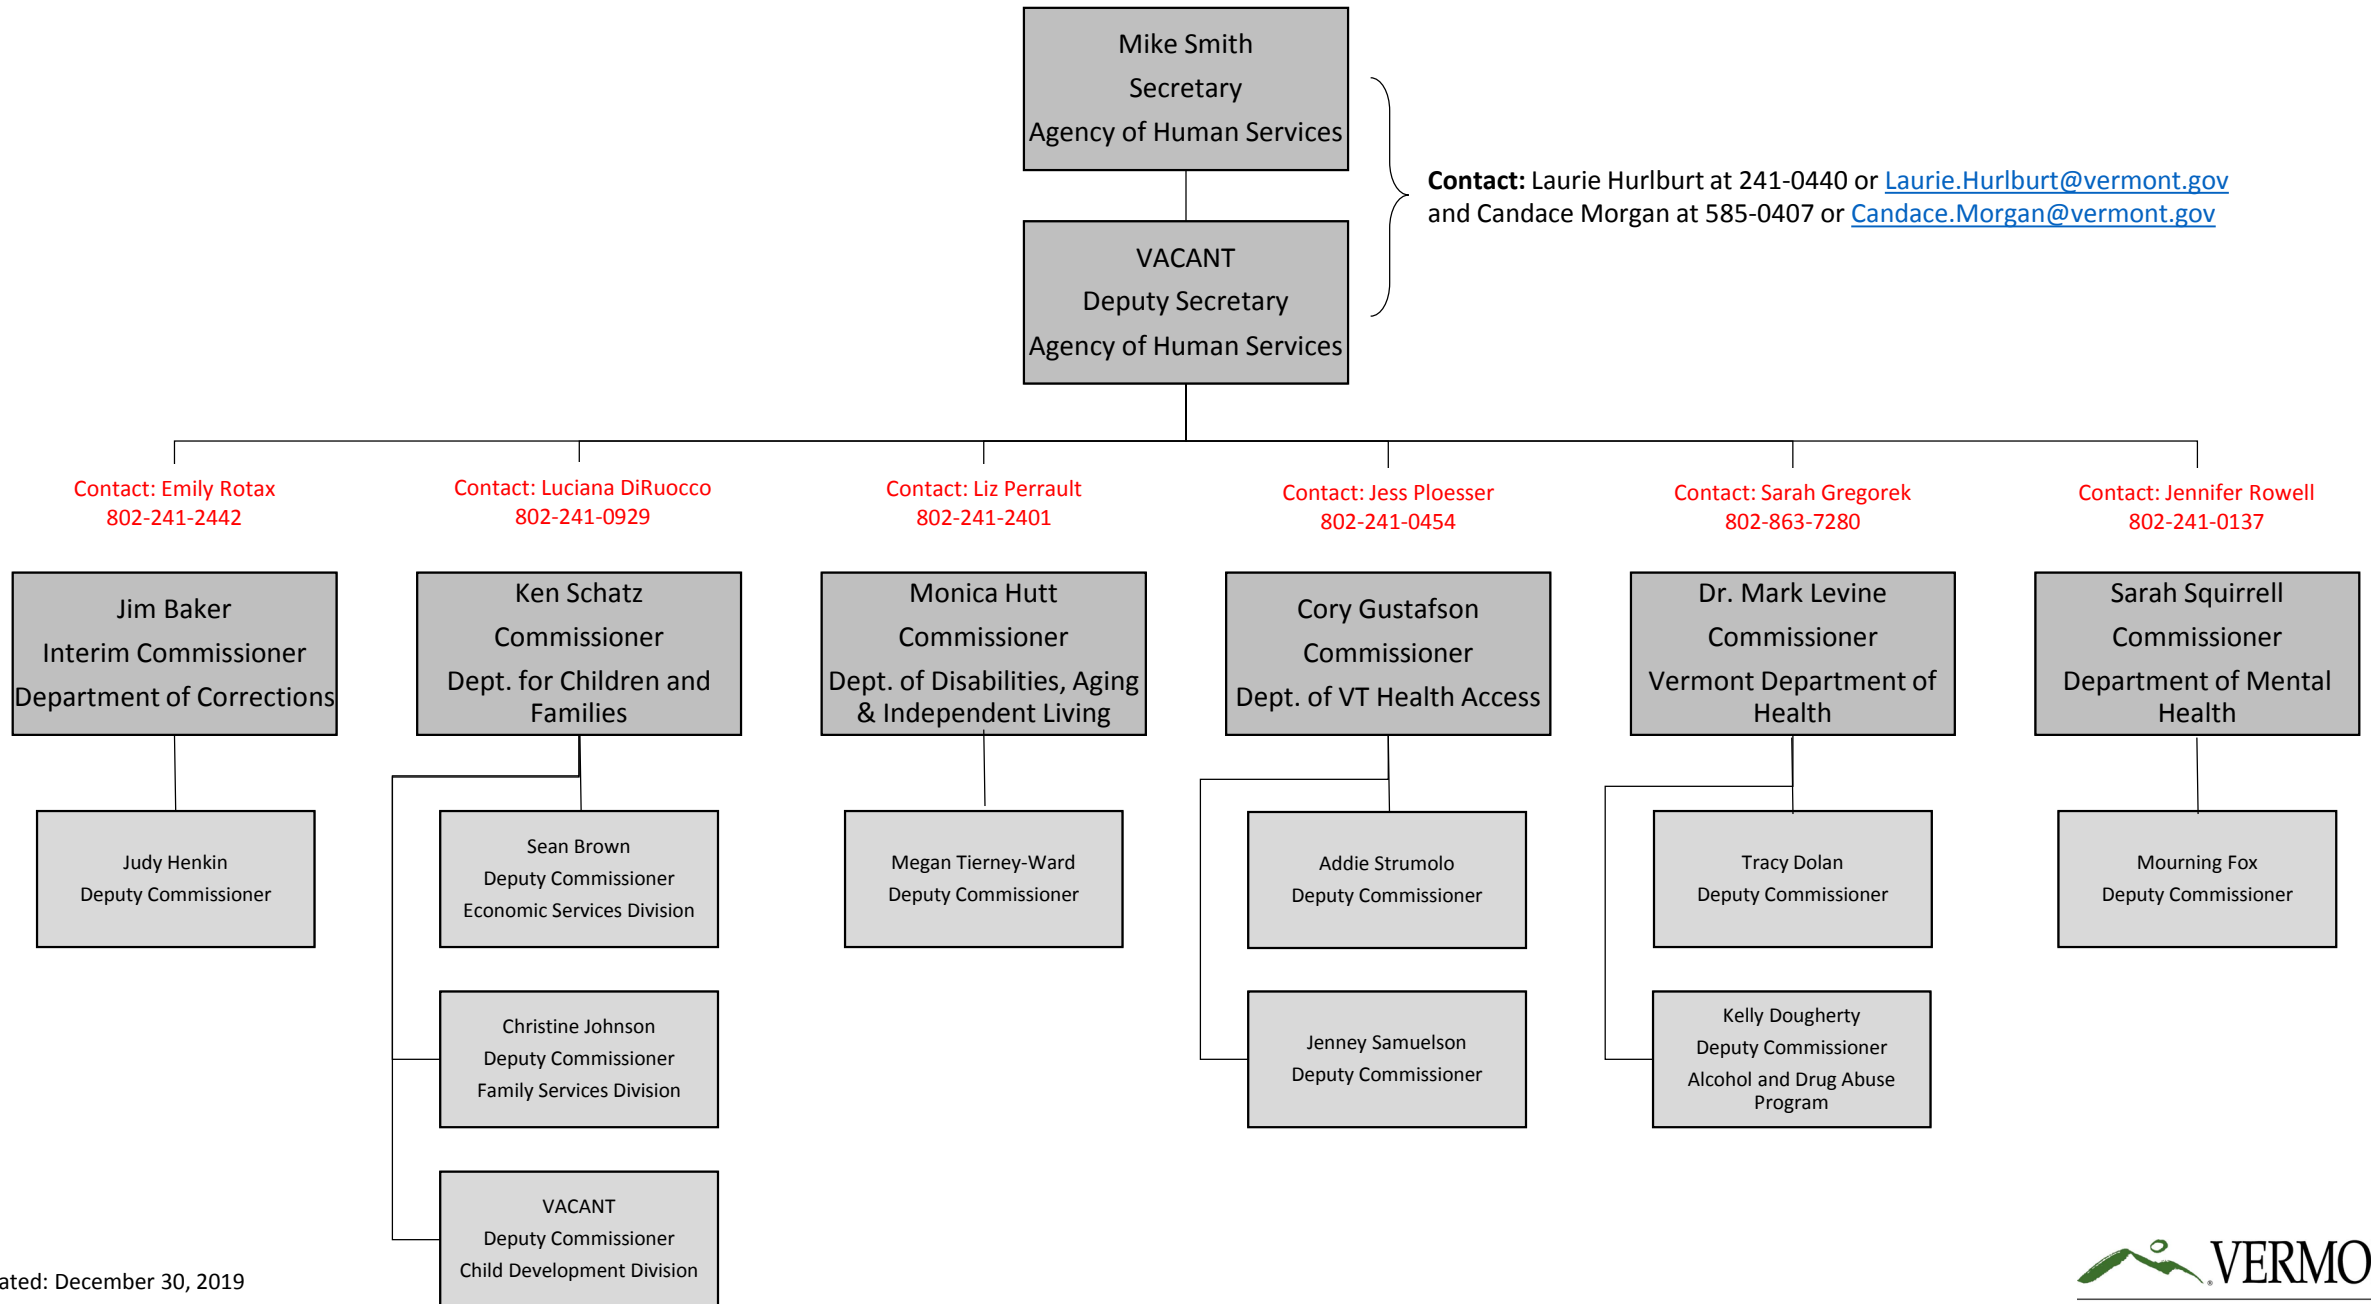 Mike Smith
Secretary
Agency of Human Services
Contact: Laurie Hurlburt at 241-0440 or Laurie.Hurlburt@vermont.gov
and Candace Morgan at 585-0407 or Candace.Morgan@vermont.gov
VACANT
Deputy Secretary
Agency of Human Services
Contact: Emily Rotax
802-241-2442
Contact: Luciana DiRuocco
802-241-0929
Contact: Liz Perrault
802-241-2401
Contact: Jess Ploesser
802-241-0454
Contact: Sarah Gregorek
802-863-7280
Contact: Jennifer Rowell
802-241-0137
Jim Baker
Interim Commissioner
Department of Corrections
Ken Schatz
Commissioner
Dept. for Children and
Families
Monica Hutt
Commissioner
Dept. of Disabilities, Aging
& Independent Living
Cory Gustafson
Commissioner
Dept. of VT Health Access
Dr. Mark Levine
Commissioner
Vermont Department of
Health
Sarah Squirrell
Commissioner
Department of Mental
Health
Judy Henkin
Deputy Commissioner
Sean Brown
Deputy Commissioner
Economic Services Division
Megan Tierney-Ward
Deputy Commissioner
Addie Strumolo
Deputy Commissioner
Tracy Dolan
Deputy Commissioner
Mourning Fox
Deputy Commissioner
Christine Johnson
Deputy Commissioner
Family Services Division
Jenney Samuelson
Deputy Commissioner
Kelly Dougherty
Deputy Commissioner
Alcohol and Drug Abuse
Program
VACANT
Deputy Commissioner
Child Development Division
ated: December 30, 2019
VERMO